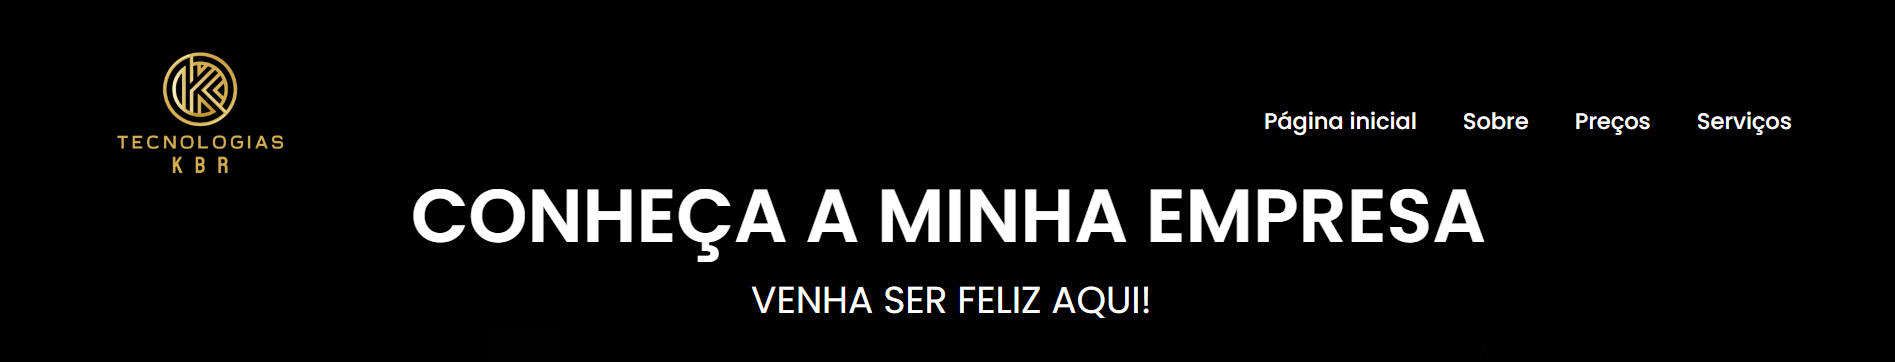 TECNOLOGIAS
KBR
Página inicial Sobre Preços Serviços
CONHEÇA A MINHA EMPRESA
VENHA SER FELIZ AQUI!